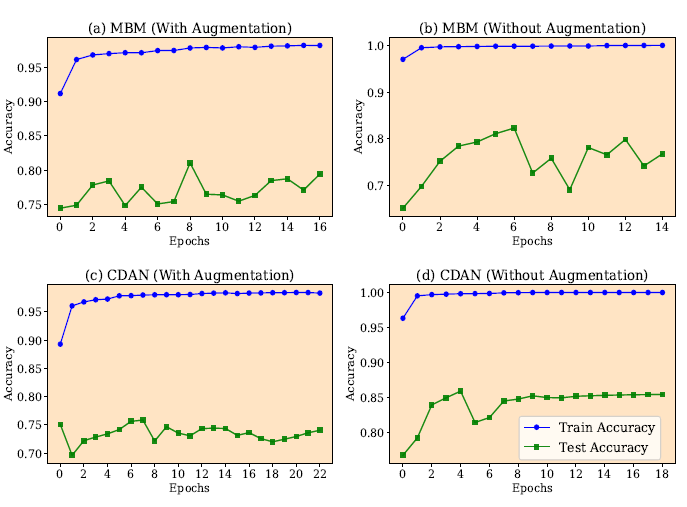 (a) MBM (With Augmentation)
Accuracy
0.95
0.90
0.85
0.80
0.75
0 2 4 6 8 10 12 14 16
Epochs
(b) MBM (Without Augmentation)
Accuracy
1.0
0.9
0.8
0.7
0 2 4 6 8 10 12 14
Epochs
(c) CDAN (With Augmentation)
Accuracy
0.95
0.90
0.85
0.80
0.75
0.70
0 2 4 6 8 10 12 14 16 18 20 22
Epochs
(d) CDAN (Without Augmentation)
Accuracy
1.00
0.95
0.90
0.85
0.80
0 2 4 6 8 10 12 14 16 18
Epochs
Train Accuracy
Test Accuracy